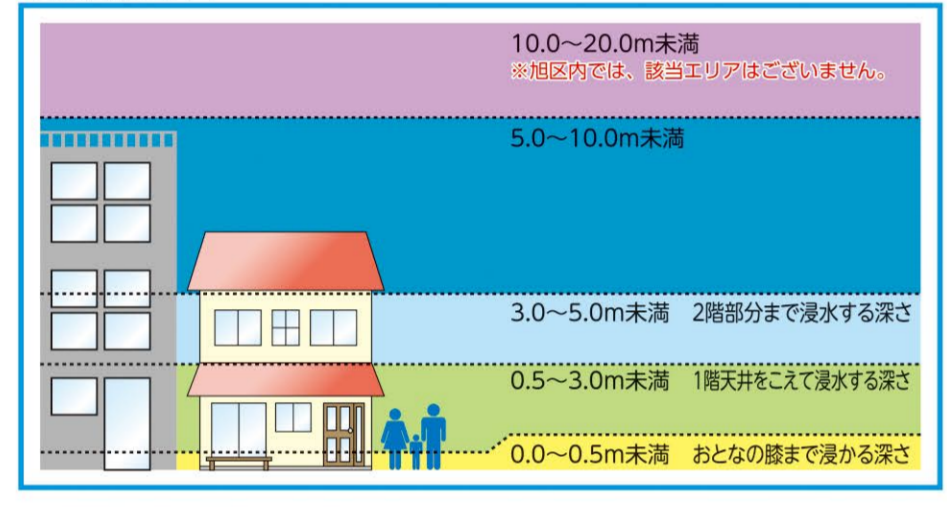 10.0～20.0m未満
※旭区内では、該当エリアはございません。
5.0～10.0m未満
3.0～5.0m未満　2階部分まで浸水する深さ
0.5～3.0m未満　1階天井をこえて浸水する深さ
0.0～0.5m未満　おとなの膝まで浸かる深さ